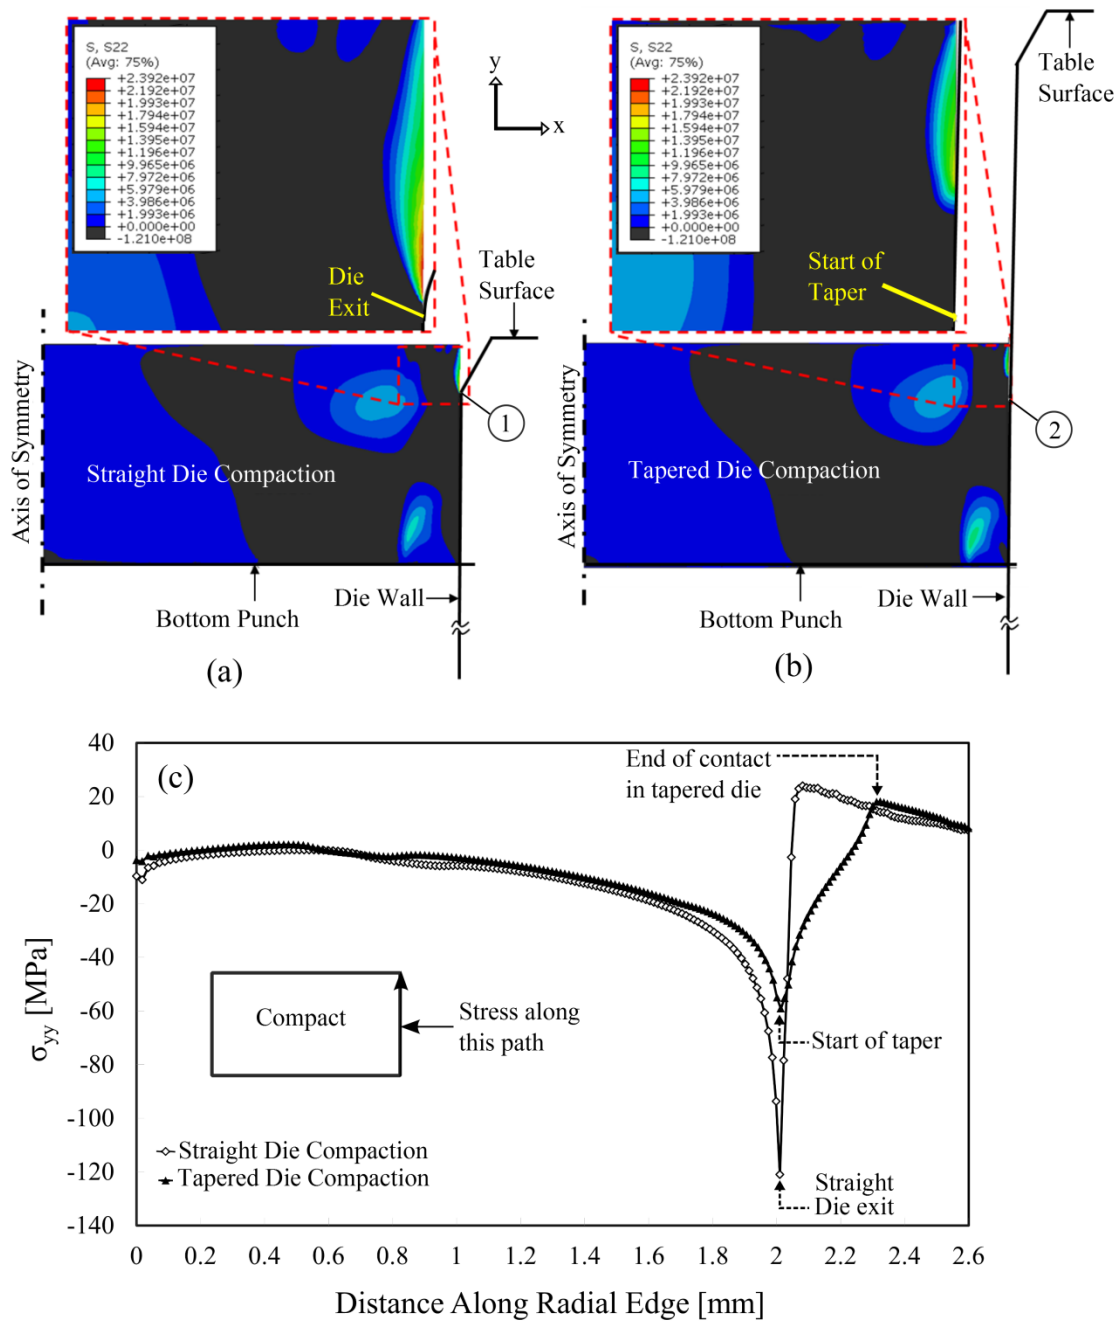 S, S22
(Avg: 75%)
+2.392e+07
+2.192e+07
+1.993e+07
+1.794e+07
+1.594e+07
+1.395e+07
+1.196e+07
+9.965e+06
+7.972e+06
+5.979e+06
+3.986e+06
+1.993e+06
+0.000e+00
-1.210e+08
y
x
Die
Exit
Table
Surface
1
Axis of Symmetry
Straight Die Compaction
Bottom Punch
Die Wall
(a)
S, S22
(Avg: 75%)
+2.392e+07
+2.192e+07
+1.993e+07
+1.794e+07
+1.594e+07
+1.395e+07
+1.196e+07
+9.965e+06
+7.972e+06
+5.979e+06
+3.986e+06
+1.993e+06
+0.000e+00
-1.210e+08
Start of
Taper
Table
Surface
2
Axis of Symmetry
Tapered Die Compaction
Bottom Punch
Die Wall
(b)
(c)
End of contact
in tapered die
Compact
Stress along
this path
Start of taper
Straight
Die exit
Straight Die Compaction
Tapered Die Compaction
40
20
0
-20
-40
-60
-80
-100
-120
-140
σyy [MPa]
0 0.2 0.4 0.6 0.8 1 1.2 1.4 1.6 1.8 2 2.2 2.4 2.6
Distance Along Radial Edge [mm]